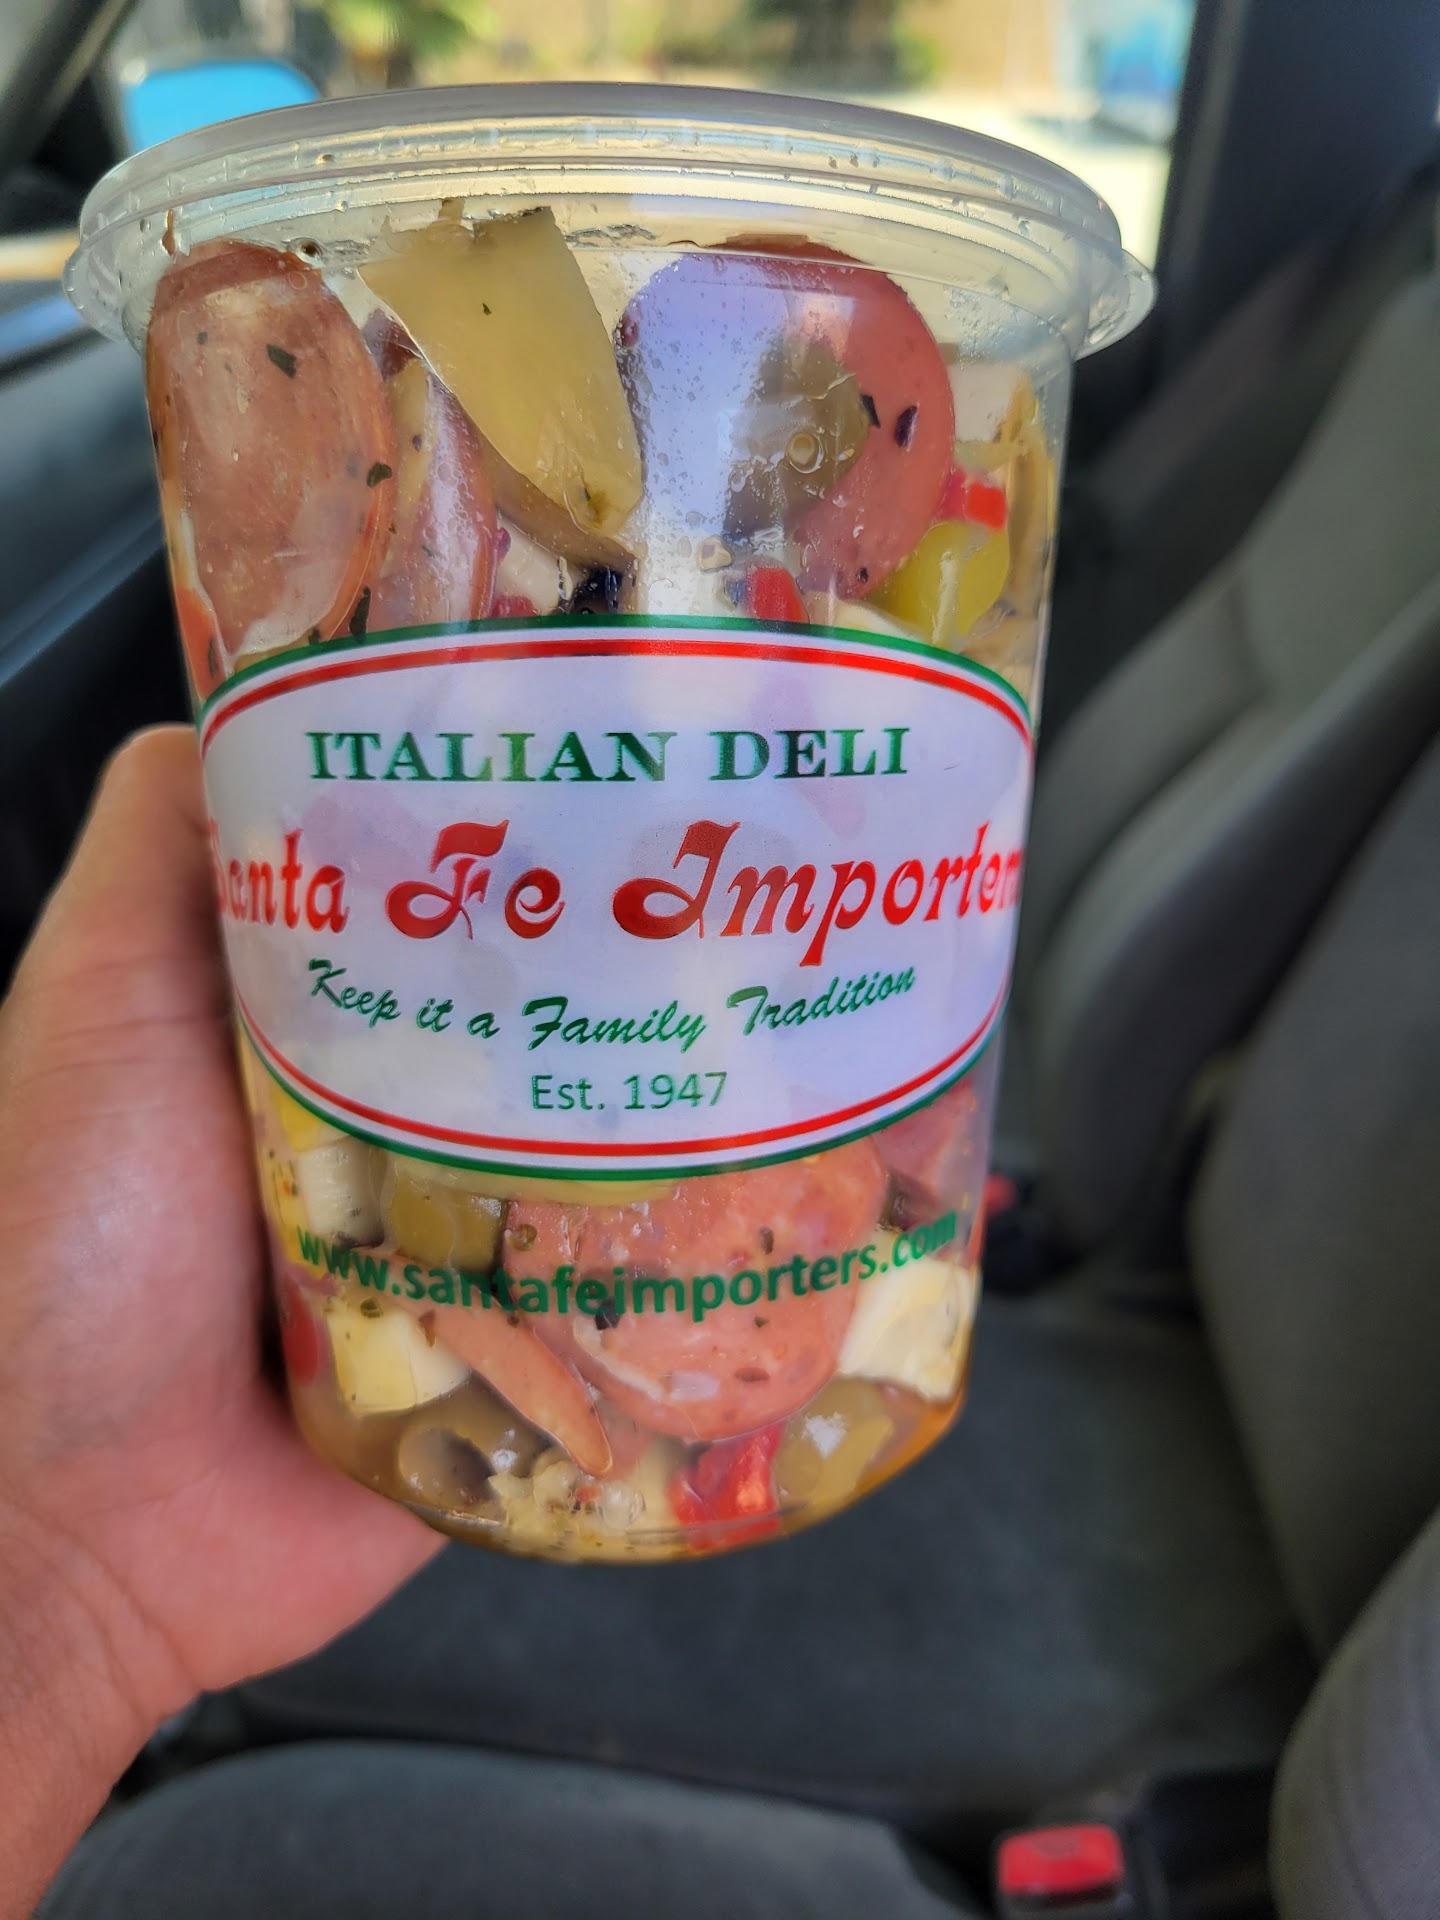 ITALIAN DELI
Santa Fe Importers
Keep it a Family Tradition
Est. 1947
www.santafeimporters.com